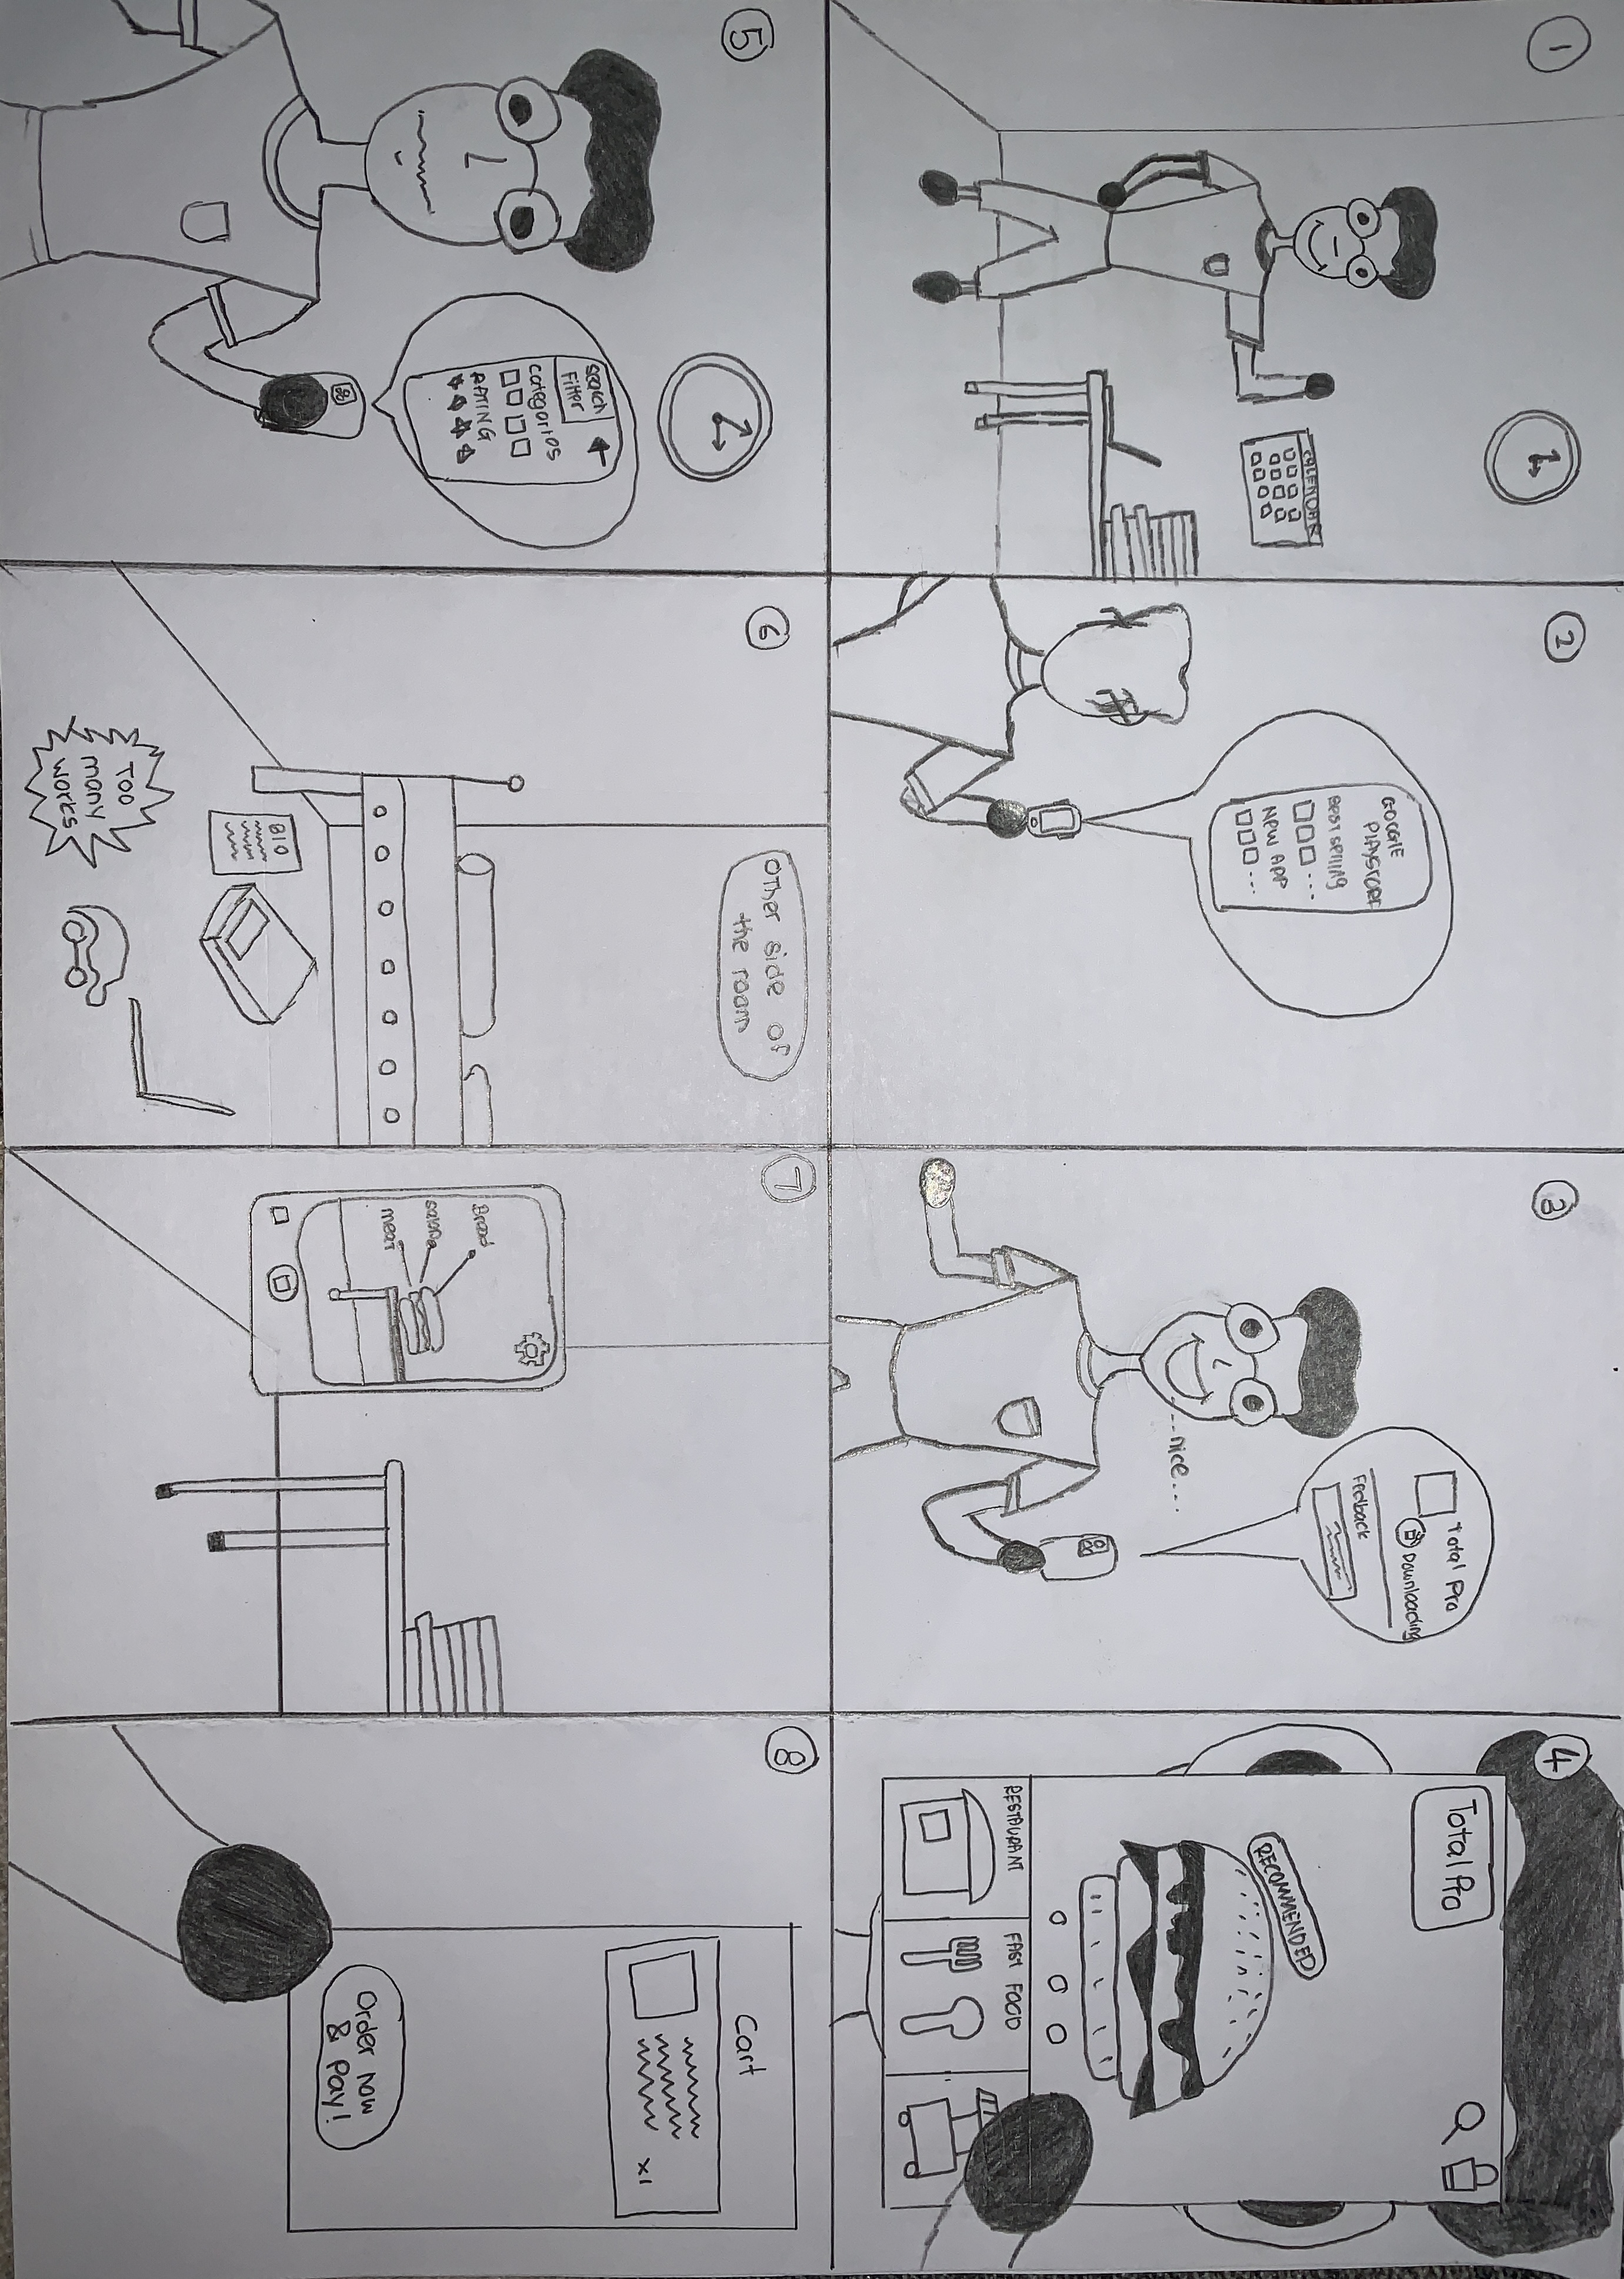 1
CALENDAR
2
GOOGLE
PLAYSTORE
BEST SELLING
...
NEW APP
...
3
Total Pro
Downloading
Feedback
...nice...
4
Total Pro
RECOMMENDED
RESTAURANT
FAST FOOD
5
search
Filter
categories
RATING
6
Other side of
the room
BIO
TOO
many
works
7
Bread
meat
8
Cart
x1
Order now
& Pay!